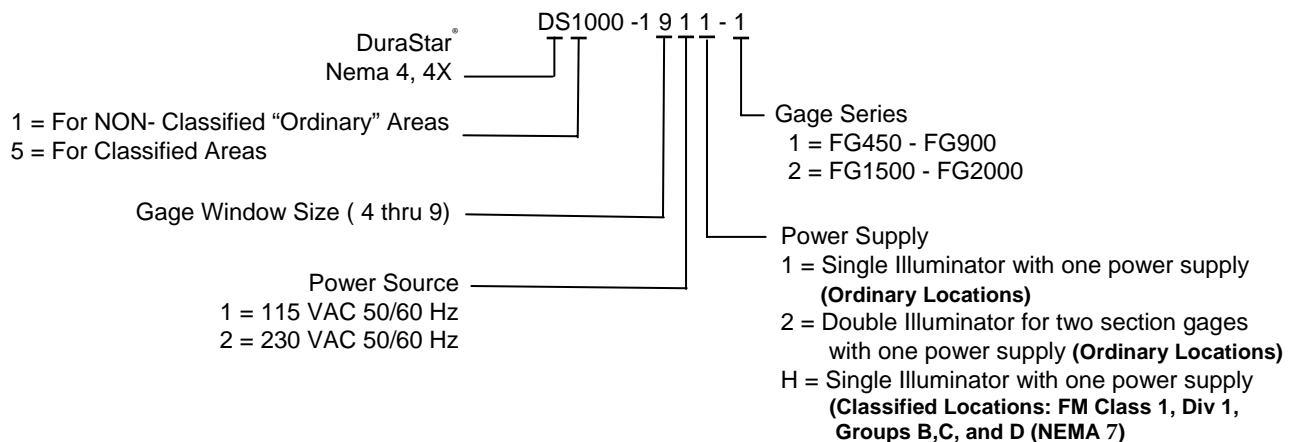 DS1000 -1 9 1 1 - 1
DuraStar®
Nema 4, 4X
1 = For NON- Classified “Ordinary” Areas
5 = For Classified Areas
Gage Window Size ( 4 thru 9)
Power Source
1 = 115 VAC 50/60 Hz
2 = 230 VAC 50/60 Hz
Gage Series
1 = FG450 - FG900
2 = FG1500 - FG2000
Power Supply
1 = Single Illuminator with one power supply
(Ordinary Locations)
2 = Double Illuminator for two section gages
with one power supply (Ordinary Locations)
H = Single Illuminator with one power supply
(Classified Locations: FM Class 1, Div 1,
Groups B,C, and D (NEMA 7)